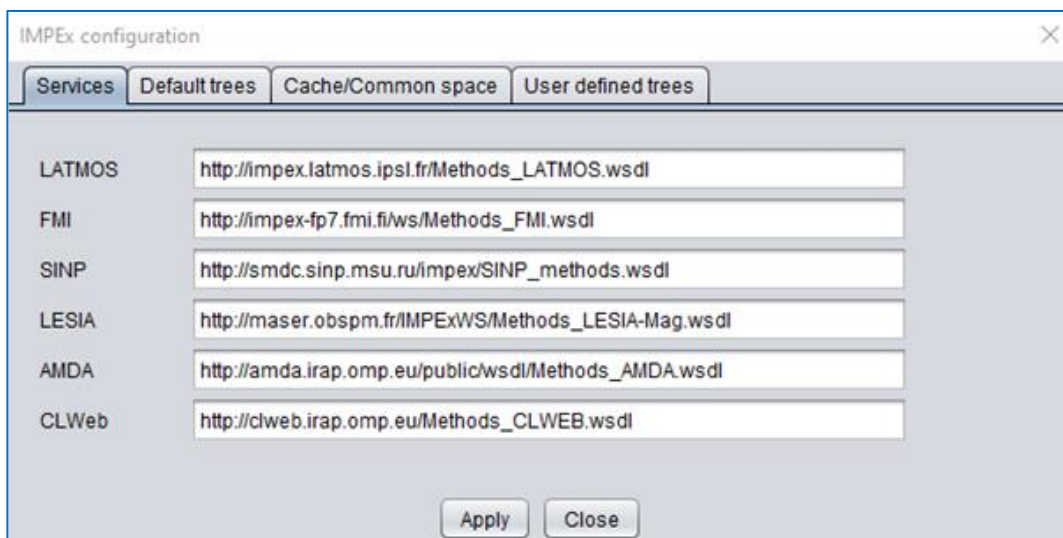 IMPEx configuration
Services Default trees Cache/Common space User defined trees
LATMOS http://impex.latmos.ipsl.fr/Methods_LATMOS.wsdl
FMI http://impex-fp7.fmi.fi/ws/Methods_FMI.wsdl
SINP http://smdc.sinp.msu.ru/impex/SINP_methods.wsdl
LESIA http://maser.obspm.fr/IMPExWS/Methods_LESIA-Mag.wsdl
AMDA http://amda.irap.omp.eu/public/wsdl/Methods_AMDA.wsdl
CLWeb http://clweb.irap.omp.eu/Methods_CLWEB.wsdl
Apply Close